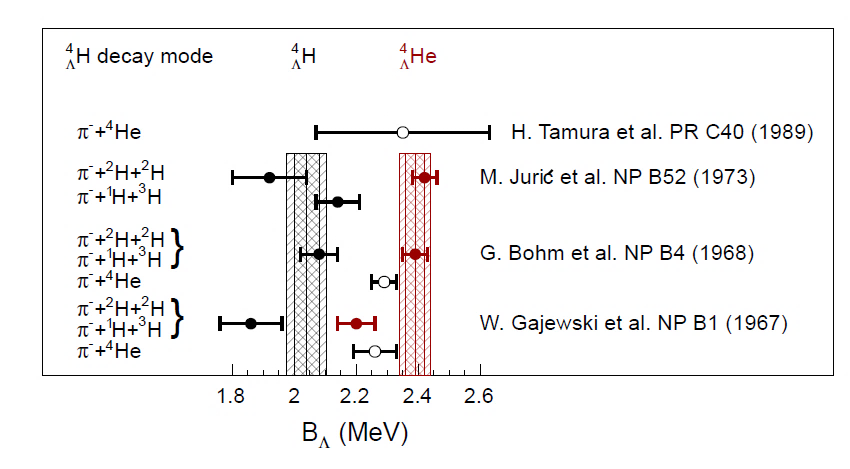 ⁴ΛH decay mode ⁴ΛH ⁴ΛHe
π⁻+⁴He H. Tamura et al. PR C40 (1989)
π⁻+²H+²H M. Jurić et al. NP B52 (1973)
π⁻+¹H+³H
π⁻+²H+²H
π⁻+¹H+³H } G. Bohm et al. NP B4 (1968)
π⁻+⁴He
π⁻+²H+²H
π⁻+¹H+³H } W. Gajewski et al. NP B1 (1967)
π⁻+⁴He
1.8 2 2.2 2.4 2.6
BΛ (MeV)